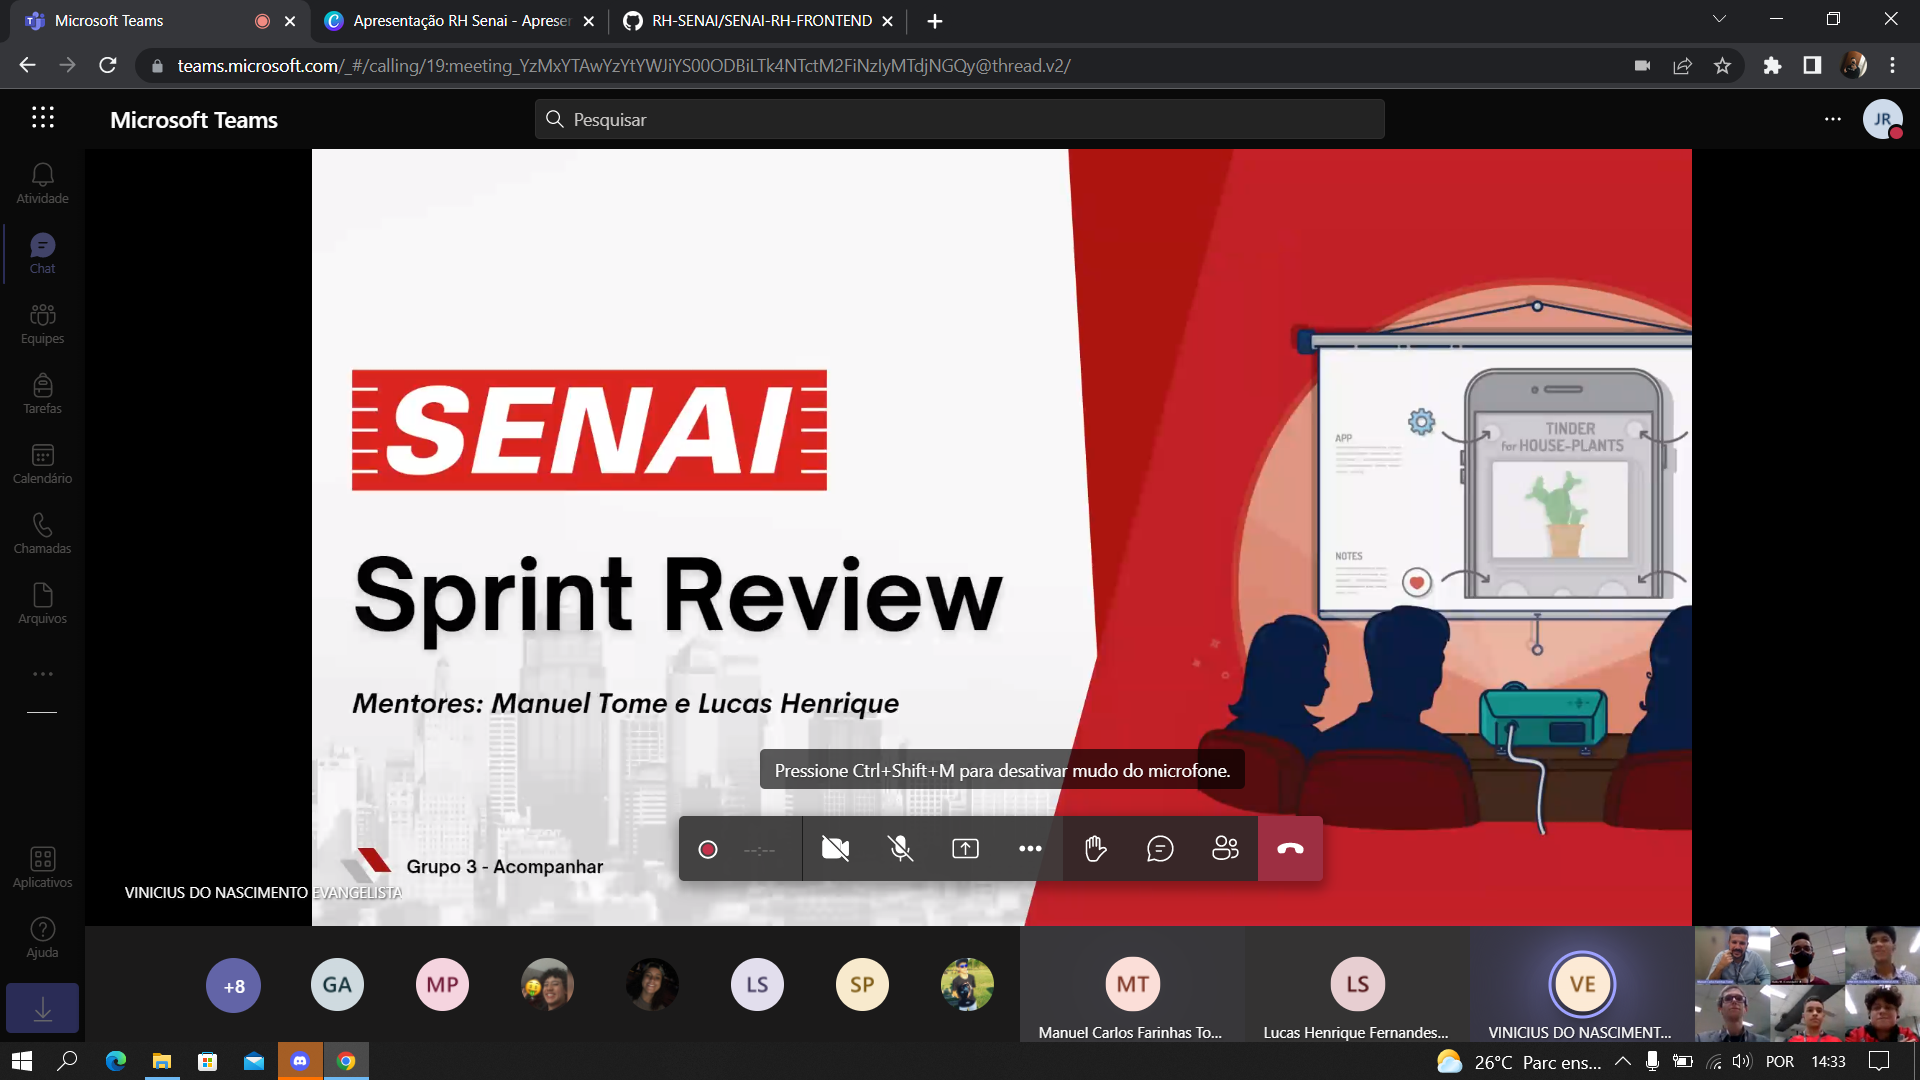 Microsoft Teams
Apresentação RH Senai - Apreser
RH-SENAI/SENAI-RH-FRONTEND
teams.microsoft.com/_#/calling/19:meeting_YzMxYTAwYzYtYWJiYS00ODBiLTk4NTctM2FiNzIyMTdjNGQy@thread.v2/
Microsoft Teams
Pesquisar
JR
Atividade
Chat
Equipes
Tarefas
Calendário
Chamadas
Arquivos
Aplicativos
Ajuda
SENAI
Sprint Review
Mentores: Manuel Tome e Lucas Henrique
Grupo 3 - Acompanhar
APP
NOTES
TINDER
for HOUSE-PLANTS
Pressione Ctrl+Shift+M para desativar mudo do microfone.
--:--
VINICIUS DO NASCIMENTO EVANGELISTA
+8
GA
MP
LS
SP
MT
Manuel Carlos Farinhas To...
LS
Lucas Henrique Fernandes...
VE
VINICIUS DO NASCIMENT...
26°C Parc ens...
POR
14:33